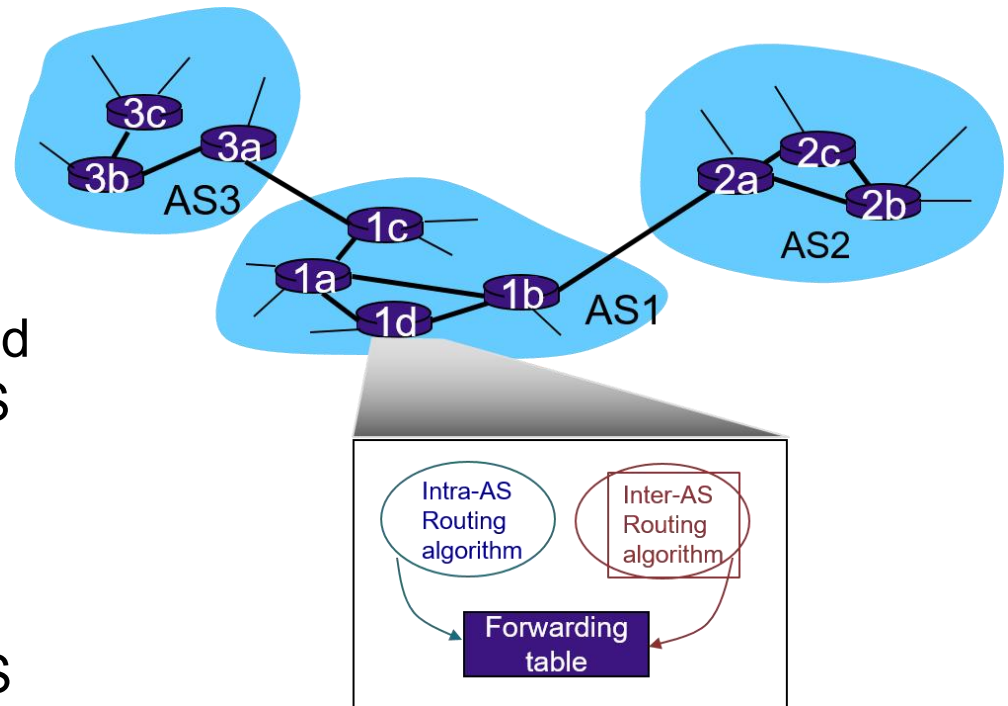 3c
3a
3b
AS3
2c
2a
2b
AS2
1c
1a
1b
1d
AS1
d
S
S
Intra-AS
Routing
algorithm
Inter-AS
Routing
algorithm
Forwarding
table